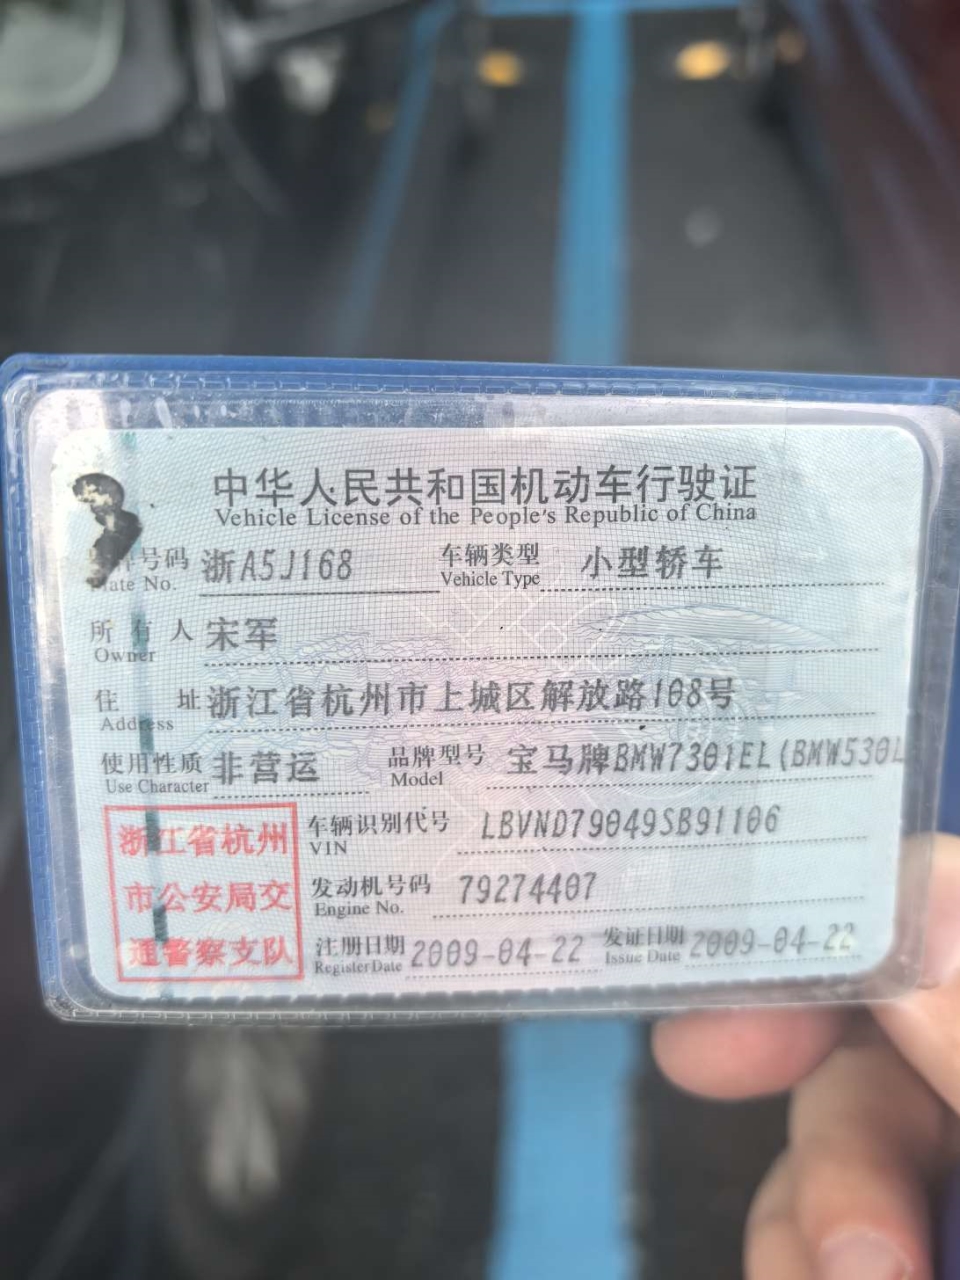 中华人民共和国机动车行驶证
Vehicle License of the People's Republic of China
号码 浙A5J168 车辆类型 小型轿车
No. Vehicle Type
所有人 宋军
Owner
住址 浙江省杭州市上城区解放路108号
Address
使用性质 非营运 品牌型号 宝马牌BMW7301EL(BMW530L
Use Character Model
浙江省杭州 车辆识别代号 LBVND79049SB91106
VIN
市公安局交 发动机号码 79274407
Engine No.
通警察支队 注册日期 2009-04-22 发证日期 2009-04-22
Register Date Issue Date